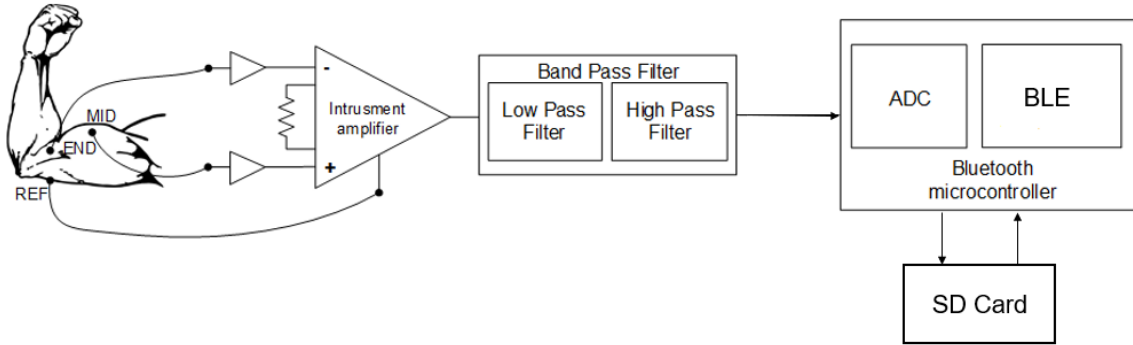 MID
END
REF
-
Intrusment
amplifier
+
Band Pass Filter
Low Pass
Filter
High Pass
Filter
ADC
BLE
Bluetooth
microcontroller
SD Card